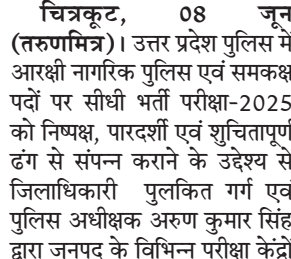 चित्रकूट, 08 जून
(तरुणमित्र)। उत्तर प्रदेश पुलिस में
आरक्षी नागरिक पुलिस एवं समकक्ष
पदों पर सीधी भर्ती परीक्षा-2025
को निष्पक्ष, पारदर्शी एवं शुचितापूर्ण
ढंग से संपन्न कराने के उद्देश्य से
जिलाधिकारी पुलकित गर्ग एवं
पुलिस अधीक्षक अरुण कुमार सिंह
द्वारा जनपद के विभिन्न परीक्षा केंद्रों